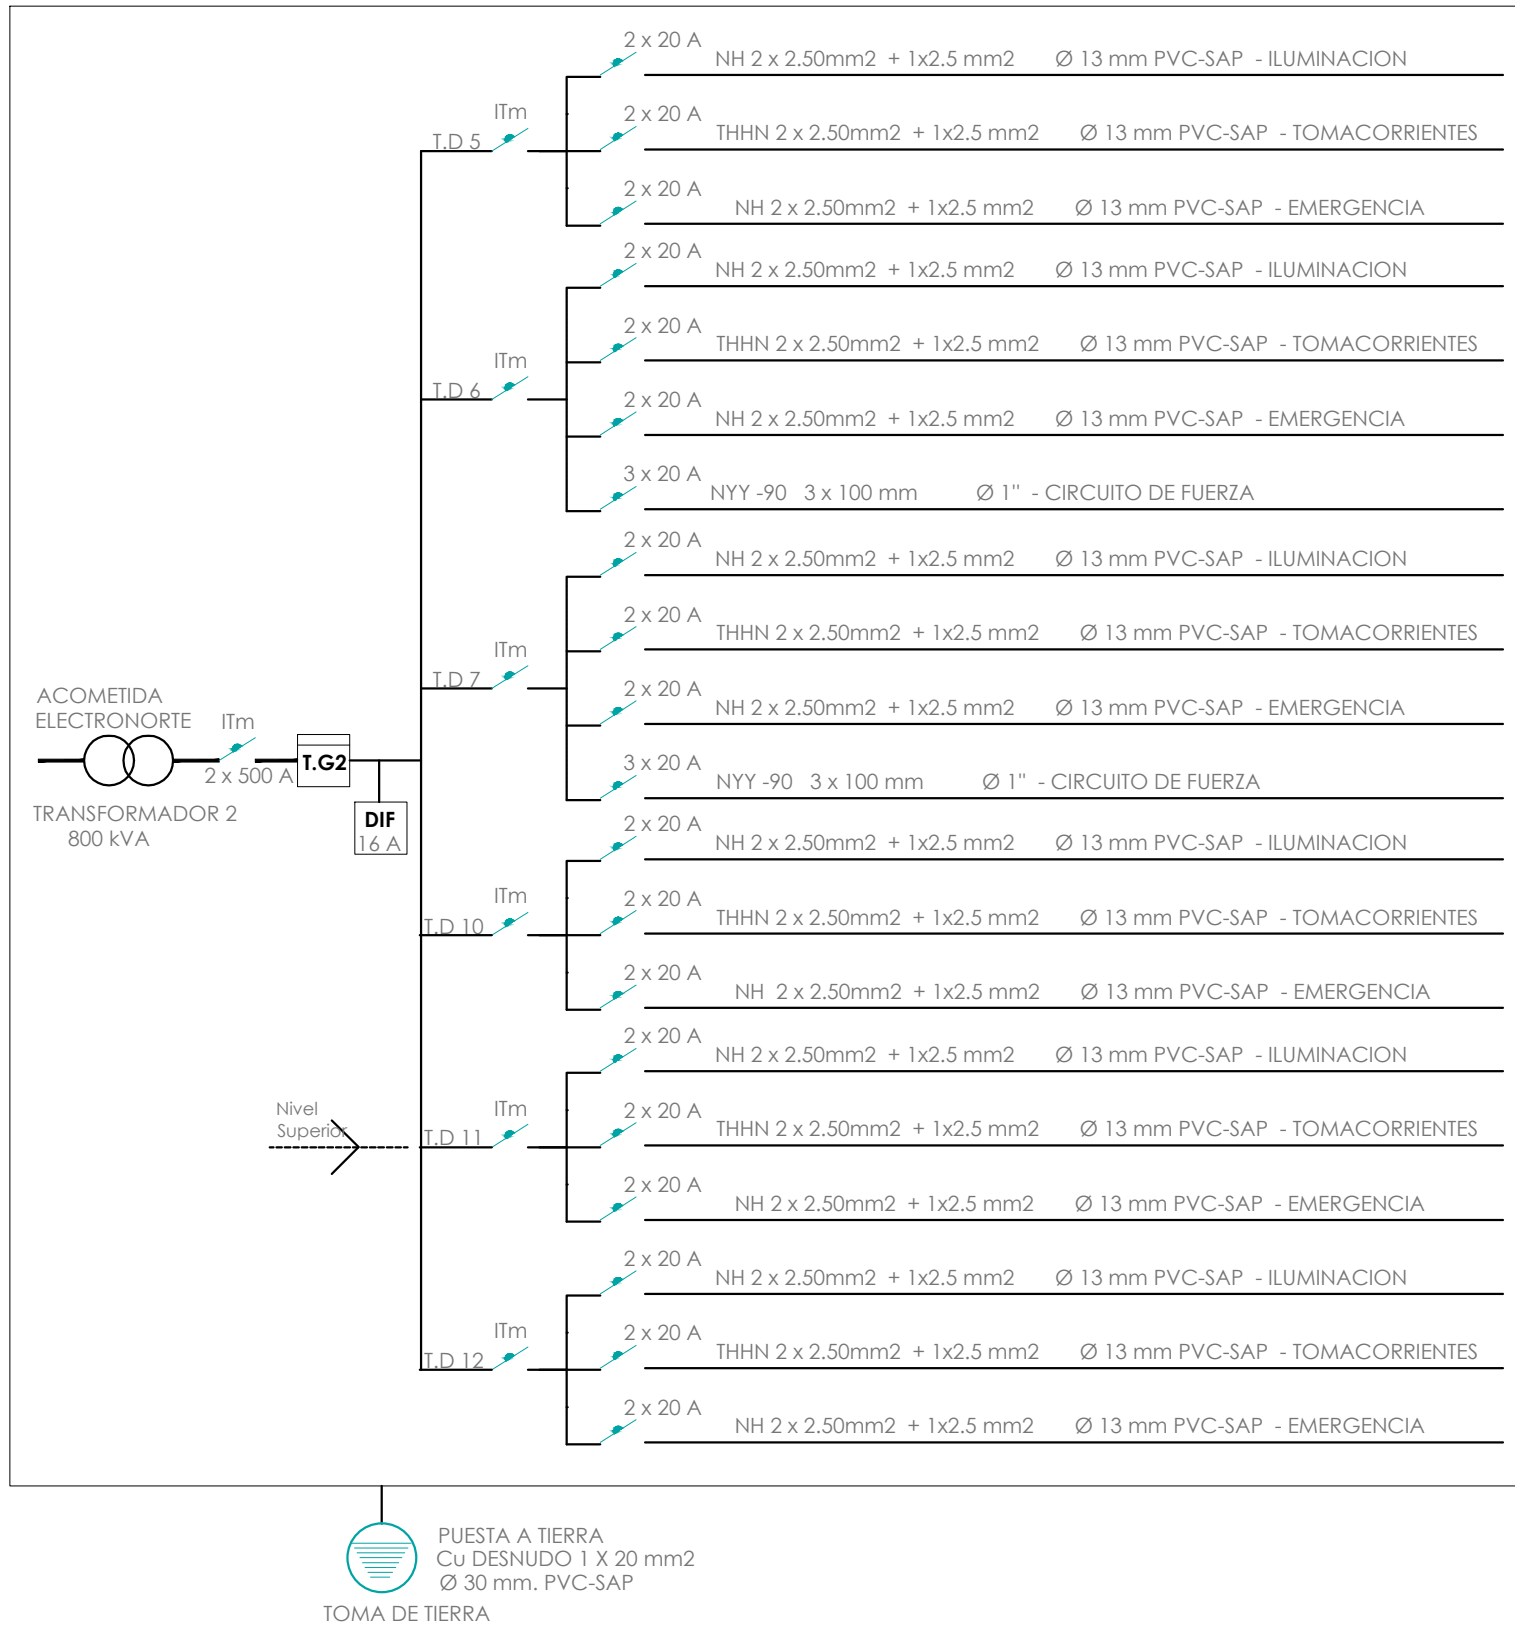 2 x 20 A
NH 2 x 2.50mm2 + 1x2.5 mm2 Ø 13 mm PVC-SAP - ILUMINACION
ITm
T.D 5
2 x 20 A
THHN 2 x 2.50mm2 + 1x2.5 mm2 Ø 13 mm PVC-SAP - TOMACORRIENTES
2 x 20 A
NH 2 x 2.50mm2 + 1x2.5 mm2 Ø 13 mm PVC-SAP - EMERGENCIA
2 x 20 A
NH 2 x 2.50mm2 + 1x2.5 mm2 Ø 13 mm PVC-SAP - ILUMINACION
2 x 20 A
THHN 2 x 2.50mm2 + 1x2.5 mm2 Ø 13 mm PVC-SAP - TOMACORRIENTES
ITm
T.D 6
2 x 20 A
NH 2 x 2.50mm2 + 1x2.5 mm2 Ø 13 mm PVC-SAP - EMERGENCIA
3 x 20 A
NYY -90 3 x 100 mm Ø 1" - CIRCUITO DE FUERZA
2 x 20 A
NH 2 x 2.50mm2 + 1x2.5 mm2 Ø 13 mm PVC-SAP - ILUMINACION
2 x 20 A
THHN 2 x 2.50mm2 + 1x2.5 mm2 Ø 13 mm PVC-SAP - TOMACORRIENTES
ITm
T.D 7
2 x 20 A
NH 2 x 2.50mm2 + 1x2.5 mm2 Ø 13 mm PVC-SAP - EMERGENCIA
3 x 20 A
NYY -90 3 x 100 mm Ø 1" - CIRCUITO DE FUERZA
ACOMETIDA
ELECTRONORTE
ITm
2 x 500 A
T.G2
TRANSFORMADOR 2
800 kVA
DIF
16 A
2 x 20 A
NH 2 x 2.50mm2 + 1x2.5 mm2 Ø 13 mm PVC-SAP - ILUMINACION
ITm
T.D 10
2 x 20 A
THHN 2 x 2.50mm2 + 1x2.5 mm2 Ø 13 mm PVC-SAP - TOMACORRIENTES
2 x 20 A
NH 2 x 2.50mm2 + 1x2.5 mm2 Ø 13 mm PVC-SAP - EMERGENCIA
2 x 20 A
NH 2 x 2.50mm2 + 1x2.5 mm2 Ø 13 mm PVC-SAP - ILUMINACION
Nivel
Superior
ITm
T.D 11
2 x 20 A
THHN 2 x 2.50mm2 + 1x2.5 mm2 Ø 13 mm PVC-SAP - TOMACORRIENTES
2 x 20 A
NH 2 x 2.50mm2 + 1x2.5 mm2 Ø 13 mm PVC-SAP - EMERGENCIA
2 x 20 A
NH 2 x 2.50mm2 + 1x2.5 mm2 Ø 13 mm PVC-SAP - ILUMINACION
ITm
T.D 12
2 x 20 A
THHN 2 x 2.50mm2 + 1x2.5 mm2 Ø 13 mm PVC-SAP - TOMACORRIENTES
2 x 20 A
NH 2 x 2.50mm2 + 1x2.5 mm2 Ø 13 mm PVC-SAP - EMERGENCIA
PUESTA A TIERRA
Cu DESNUDO 1 X 20 mm2
Ø 30 mm. PVC-SAP
TOMA DE TIERRA